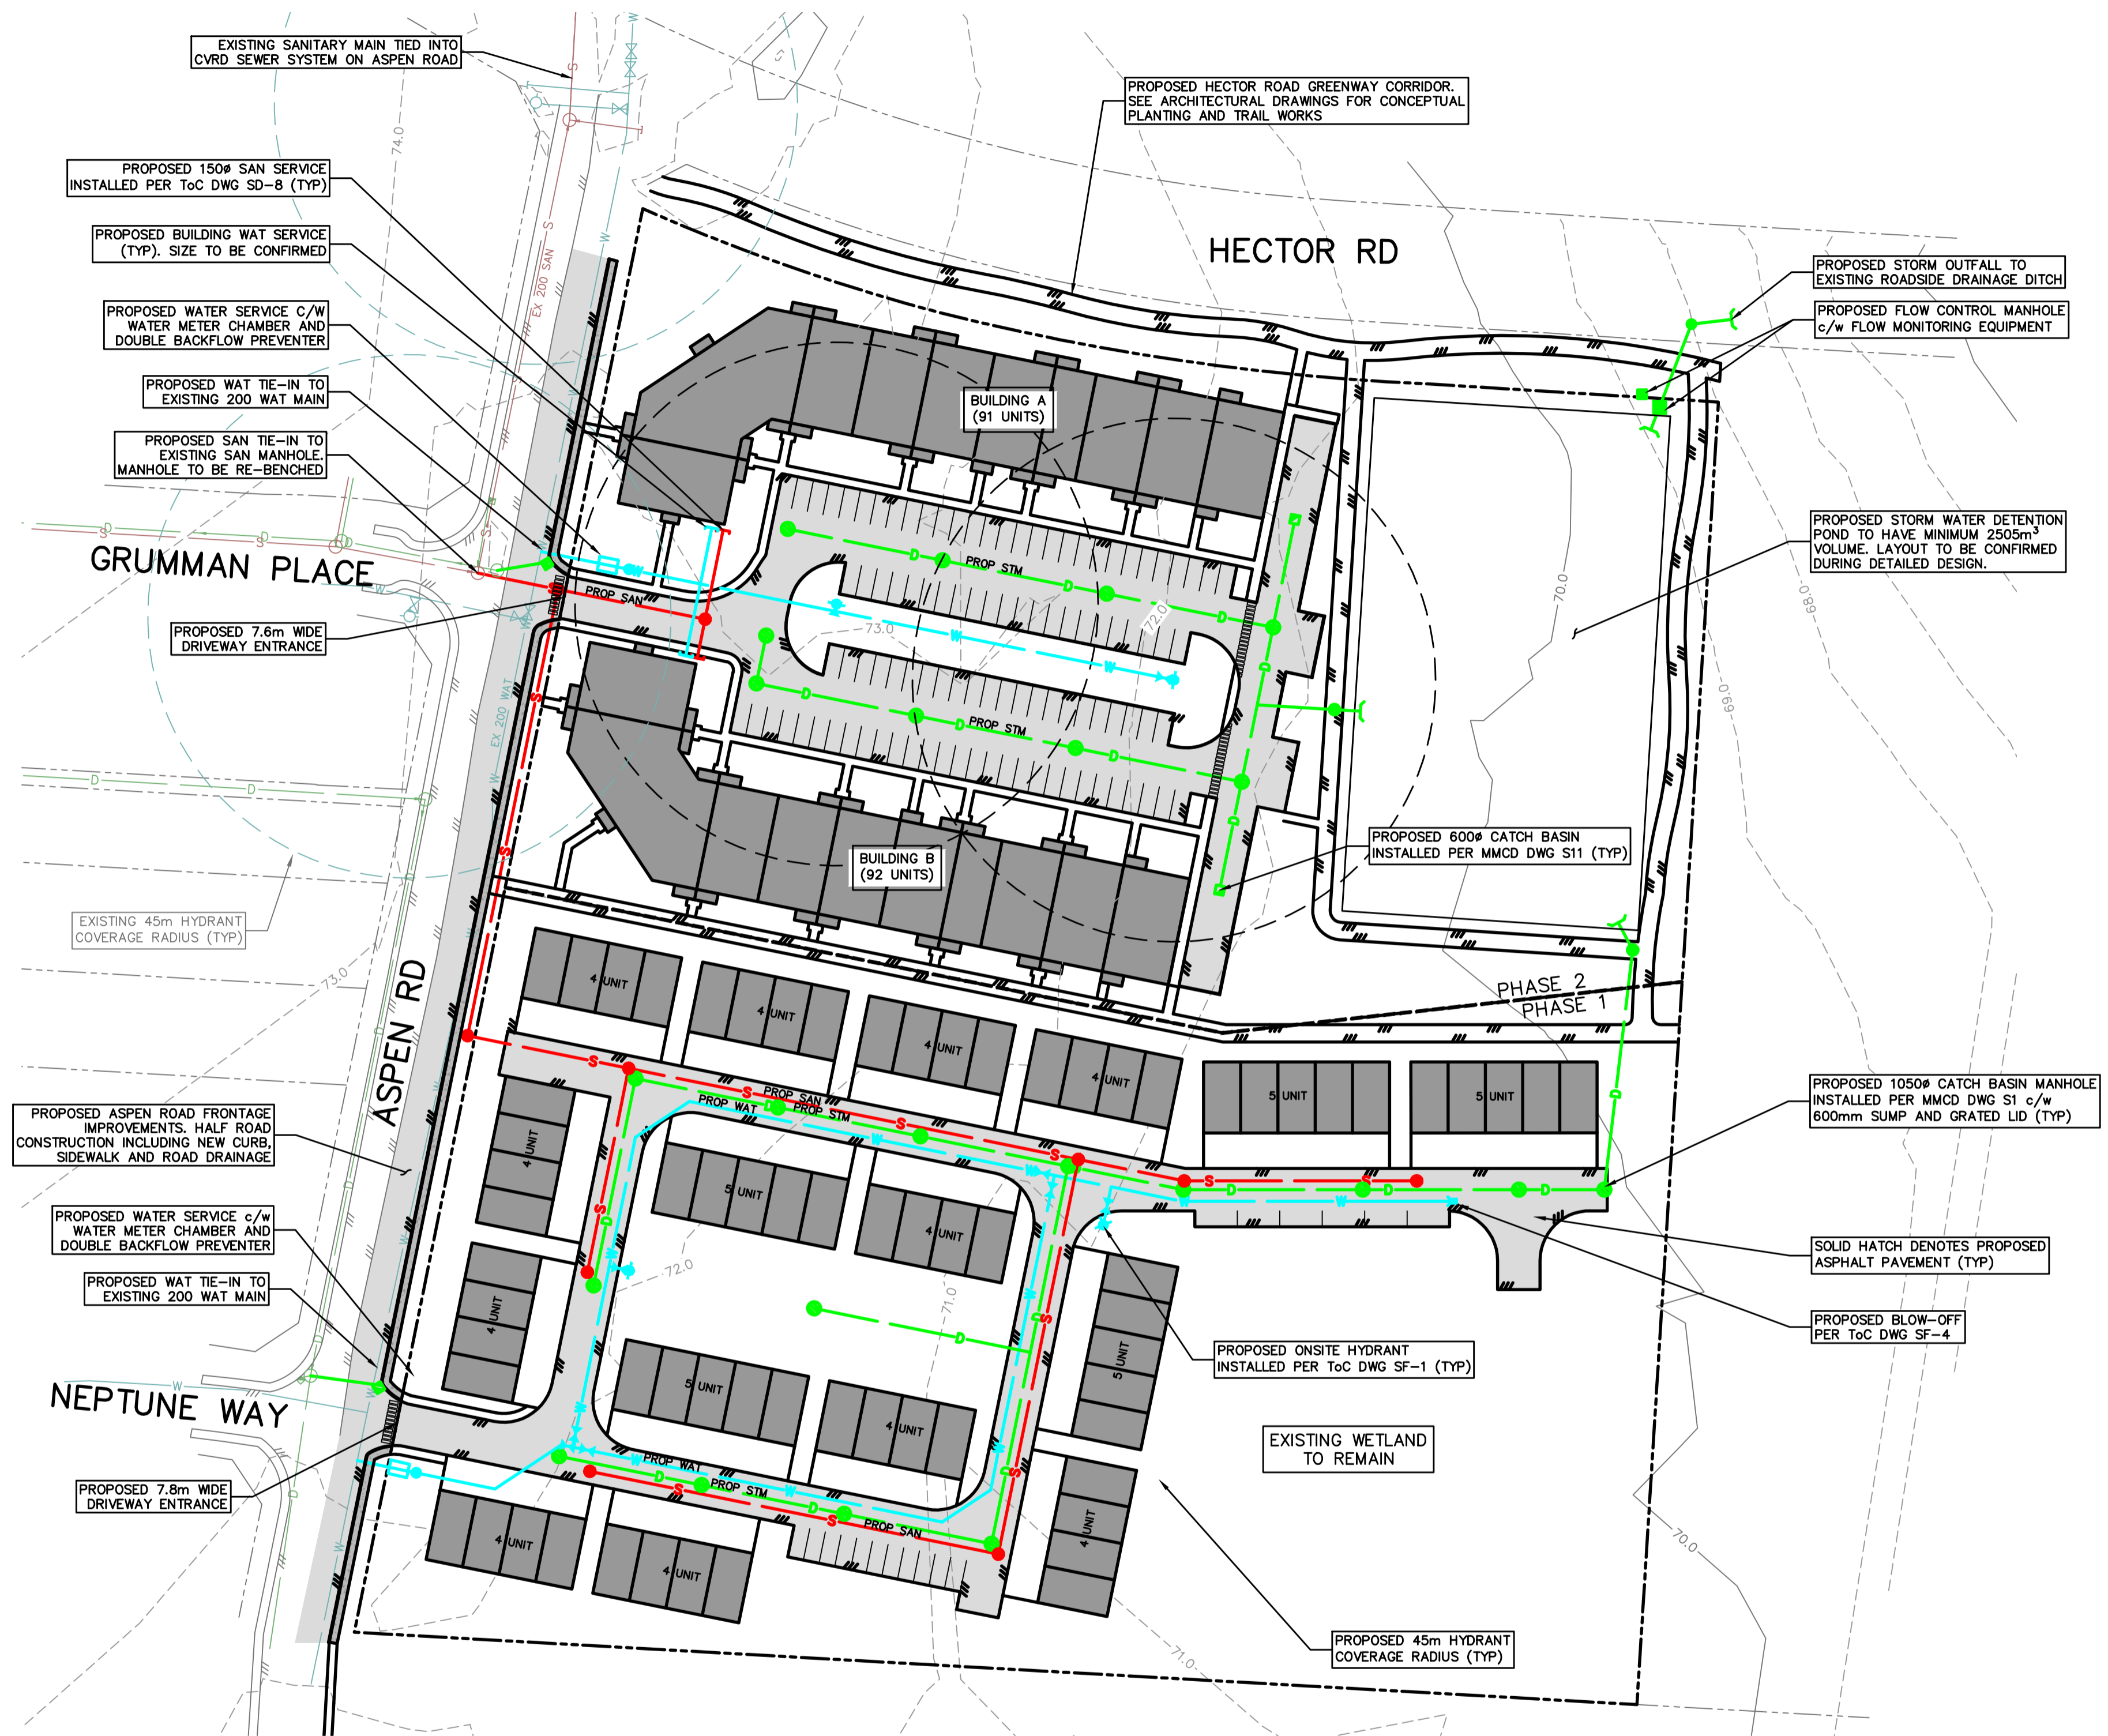 EXISTING SANITARY MAIN TIED INTO
CVRD SEWER SYSTEM ON ASPEN ROAD
PROPOSED HECTOR ROAD GREENWAY CORRIDOR.
SEE ARCHITECTURAL DRAWINGS FOR CONCEPTUAL
PLANTING AND TRAIL WORKS
74.0
PROPOSED 150ø SAN SERVICE
INSTALLED PER ToC DWG SD-8 (TYP)
PROPOSED BUILDING WAT SERVICE
(TYP). SIZE TO BE CONFIRMED
EX 200 SAN
HECTOR RD
PROPOSED STORM OUTFALL TO
EXISTING ROADSIDE DRAINAGE DITCH
PROPOSED FLOW CONTROL MANHOLE
c/w FLOW MONITORING EQUIPMENT
PROPOSED WATER SERVICE C/W
WATER METER CHAMBER AND
DOUBLE BACKFLOW PREVENTER
PROPOSED WAT TIE-IN TO
EXISTING 200 WAT MAIN
BUILDING A
(91 UNITS)
PROPOSED SAN TIE-IN TO
EXISTING SAN MANHOLE.
MANHOLE TO BE RE-BENCHED
PROPOSED STORM WATER DETENTION
POND TO HAVE MINIMUM 2505m³
VOLUME. LAYOUT TO BE CONFIRMED
DURING DETAILED DESIGN.
GRUMMAN PLACE
PROP STM
PROP SAN
70.0
68.0
72.0
73.0
PROPOSED 7.6m WIDE
DRIVEWAY ENTRANCE
69.0
EX 200 WAT
PROP STM
BUILDING B
(92 UNITS)
PROPOSED 600ø CATCH BASIN
INSTALLED PER MMCD DWG S11 (TYP)
EXISTING 45m HYDRANT
COVERAGE RADIUS (TYP)
73.0
ASPEN RD
4 UNIT
4 UNIT
4 UNIT
4 UNIT
PHASE 2
PHASE 1
5 UNIT
5 UNIT
PROP SAN
PROP WAT
PROP STM
PROPOSED 1050ø CATCH BASIN MANHOLE
INSTALLED PER MMCD DWG S1 c/w
600mm SUMP AND GRATED LID (TYP)
PROPOSED ASPEN ROAD FRONTAGE
IMPROVEMENTS. HALF ROAD
CONSTRUCTION INCLUDING NEW CURB,
SIDEWALK AND ROAD DRAINAGE
4 UNIT
5 UNIT
4 UNIT
PROPOSED WATER SERVICE c/w
WATER METER CHAMBER AND
DOUBLE BACKFLOW PREVENTER
SOLID HATCH DENOTES PROPOSED
ASPHALT PAVEMENT (TYP)
72.0
71.0
PROPOSED WAT TIE-IN TO
EXISTING 200 WAT MAIN
4 UNIT
PROPOSED BLOW-OFF
PER ToC DWG SF-4
PROPOSED ONSITE HYDRANT
INSTALLED PER ToC DWG SF-1 (TYP)
5 UNIT
5 UNIT
4 UNIT
NEPTUNE WAY
EXISTING WETLAND
TO REMAIN
PROPOSED 7.8m WIDE
DRIVEWAY ENTRANCE
PROP WAT
PROP STM
PROP SAN
4 UNIT
4 UNIT
4 UNIT
70.0
71.0
PROPOSED 45m HYDRANT
COVERAGE RADIUS (TYP)